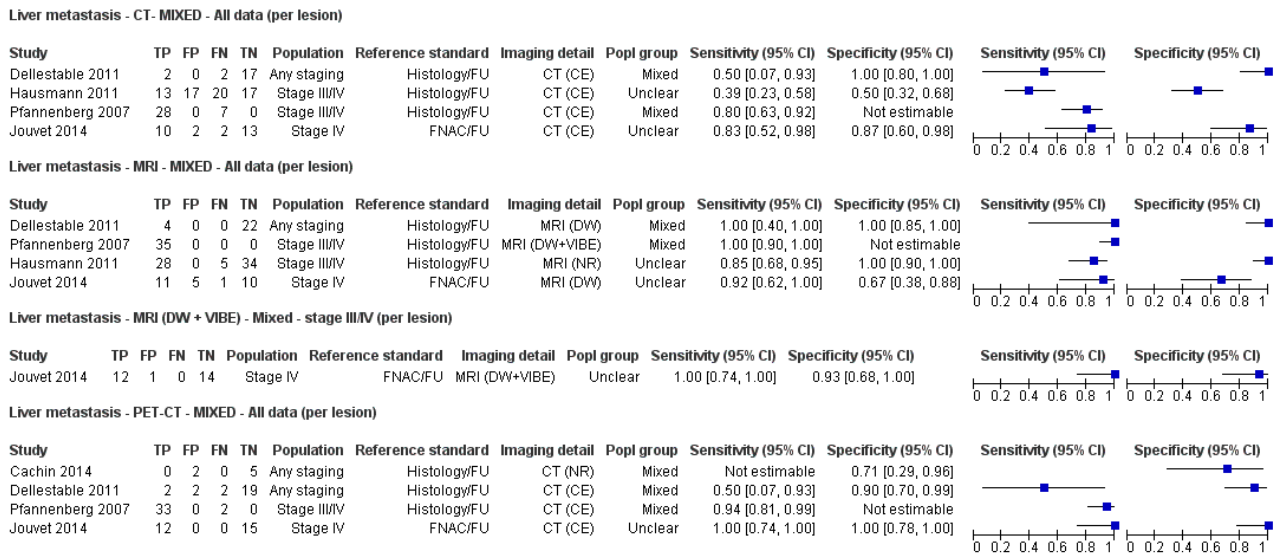 Liver metastasis - CT- MIXED - All data (per lesion)
Study TP FP FN TN Population Reference standard Imaging detail Popl group Sensitivity (95% CI) Specificity (95% CI) Sensitivity (95% CI) Specificity (95% CI)
Dellestable 2011 2 0 2 17 Any staging Histology/FU CT (CE) Mixed 0.50 [0.07, 0.93] 1.00 [0.80, 1.00]
Hausmann 2011 13 17 20 17 Stage III/IV Histology/FU CT (CE) Unclear 0.39 [0.23, 0.58] 0.50 [0.32, 0.68]
Pfannenberg 2007 28 0 7 0 Stage III/IV Histology/FU CT (CE) Mixed 0.80 [0.63, 0.92] Not estimable
Jouvet 2014 10 2 2 13 Stage IV FNAC/FU CT (CE) Unclear 0.83 [0.52, 0.98] 0.87 [0.60, 0.98]
0 0.2 0.4 0.6 0.8 1 0 0.2 0.4 0.6 0.8 1
Liver metastasis - MRI - MIXED - All data (per lesion)
Study TP FP FN TN Population Reference standard Imaging detail Popl group Sensitivity (95% CI) Specificity (95% CI) Sensitivity (95% CI) Specificity (95% CI)
Dellestable 2011 4 0 0 22 Any staging Histology/FU MRI (DW) Mixed 1.00 [0.40, 1.00] 1.00 [0.85, 1.00]
Pfannenberg 2007 35 0 0 0 Stage III/IV Histology/FU MRI (DW+VIBE) Mixed 1.00 [0.90, 1.00] Not estimable
Hausmann 2011 28 0 5 34 Stage III/IV Histology/FU MRI (NR) Unclear 0.85 [0.68, 0.95] 1.00 [0.90, 1.00]
Jouvet 2014 11 5 1 10 Stage IV FNAC/FU MRI (DW) Unclear 0.92 [0.62, 1.00] 0.67 [0.38, 0.88]
0 0.2 0.4 0.6 0.8 1 0 0.2 0.4 0.6 0.8 1
Liver metastasis - MRI (DW + VIBE) - Mixed - stage III/IV (per lesion)
Study TP FP FN TN Population Reference standard Imaging detail Popl group Sensitivity (95% CI) Specificity (95% CI) Sensitivity (95% CI) Specificity (95% CI)
Jouvet 2014 12 1 0 14 Stage IV FNAC/FU MRI (DW+VIBE) Unclear 1.00 [0.74, 1.00] 0.93 [0.68, 1.00]
0 0.2 0.4 0.6 0.8 1 0 0.2 0.4 0.6 0.8 1
Liver metastasis - PET-CT - MIXED - All data (per lesion)
Study TP FP FN TN Population Reference standard Imaging detail Popl group Sensitivity (95% CI) Specificity (95% CI) Sensitivity (95% CI) Specificity (95% CI)
Cachin 2014 0 2 0 5 Any staging Histology/FU CT (NR) Mixed Not estimable 0.71 [0.29, 0.96]
Dellestable 2011 2 2 2 19 Any staging Histology/FU CT (CE) Mixed 0.50 [0.07, 0.93] 0.90 [0.70, 0.99]
Pfannenberg 2007 33 0 2 0 Stage III/IV Histology/FU CT (CE) Mixed 0.94 [0.81, 0.99] Not estimable
Jouvet 2014 12 0 0 15 Stage IV FNAC/FU CT (CE) Unclear 1.00 [0.74, 1.00] 1.00 [0.78, 1.00]
0 0.2 0.4 0.6 0.8 1 0 0.2 0.4 0.6 0.8 1